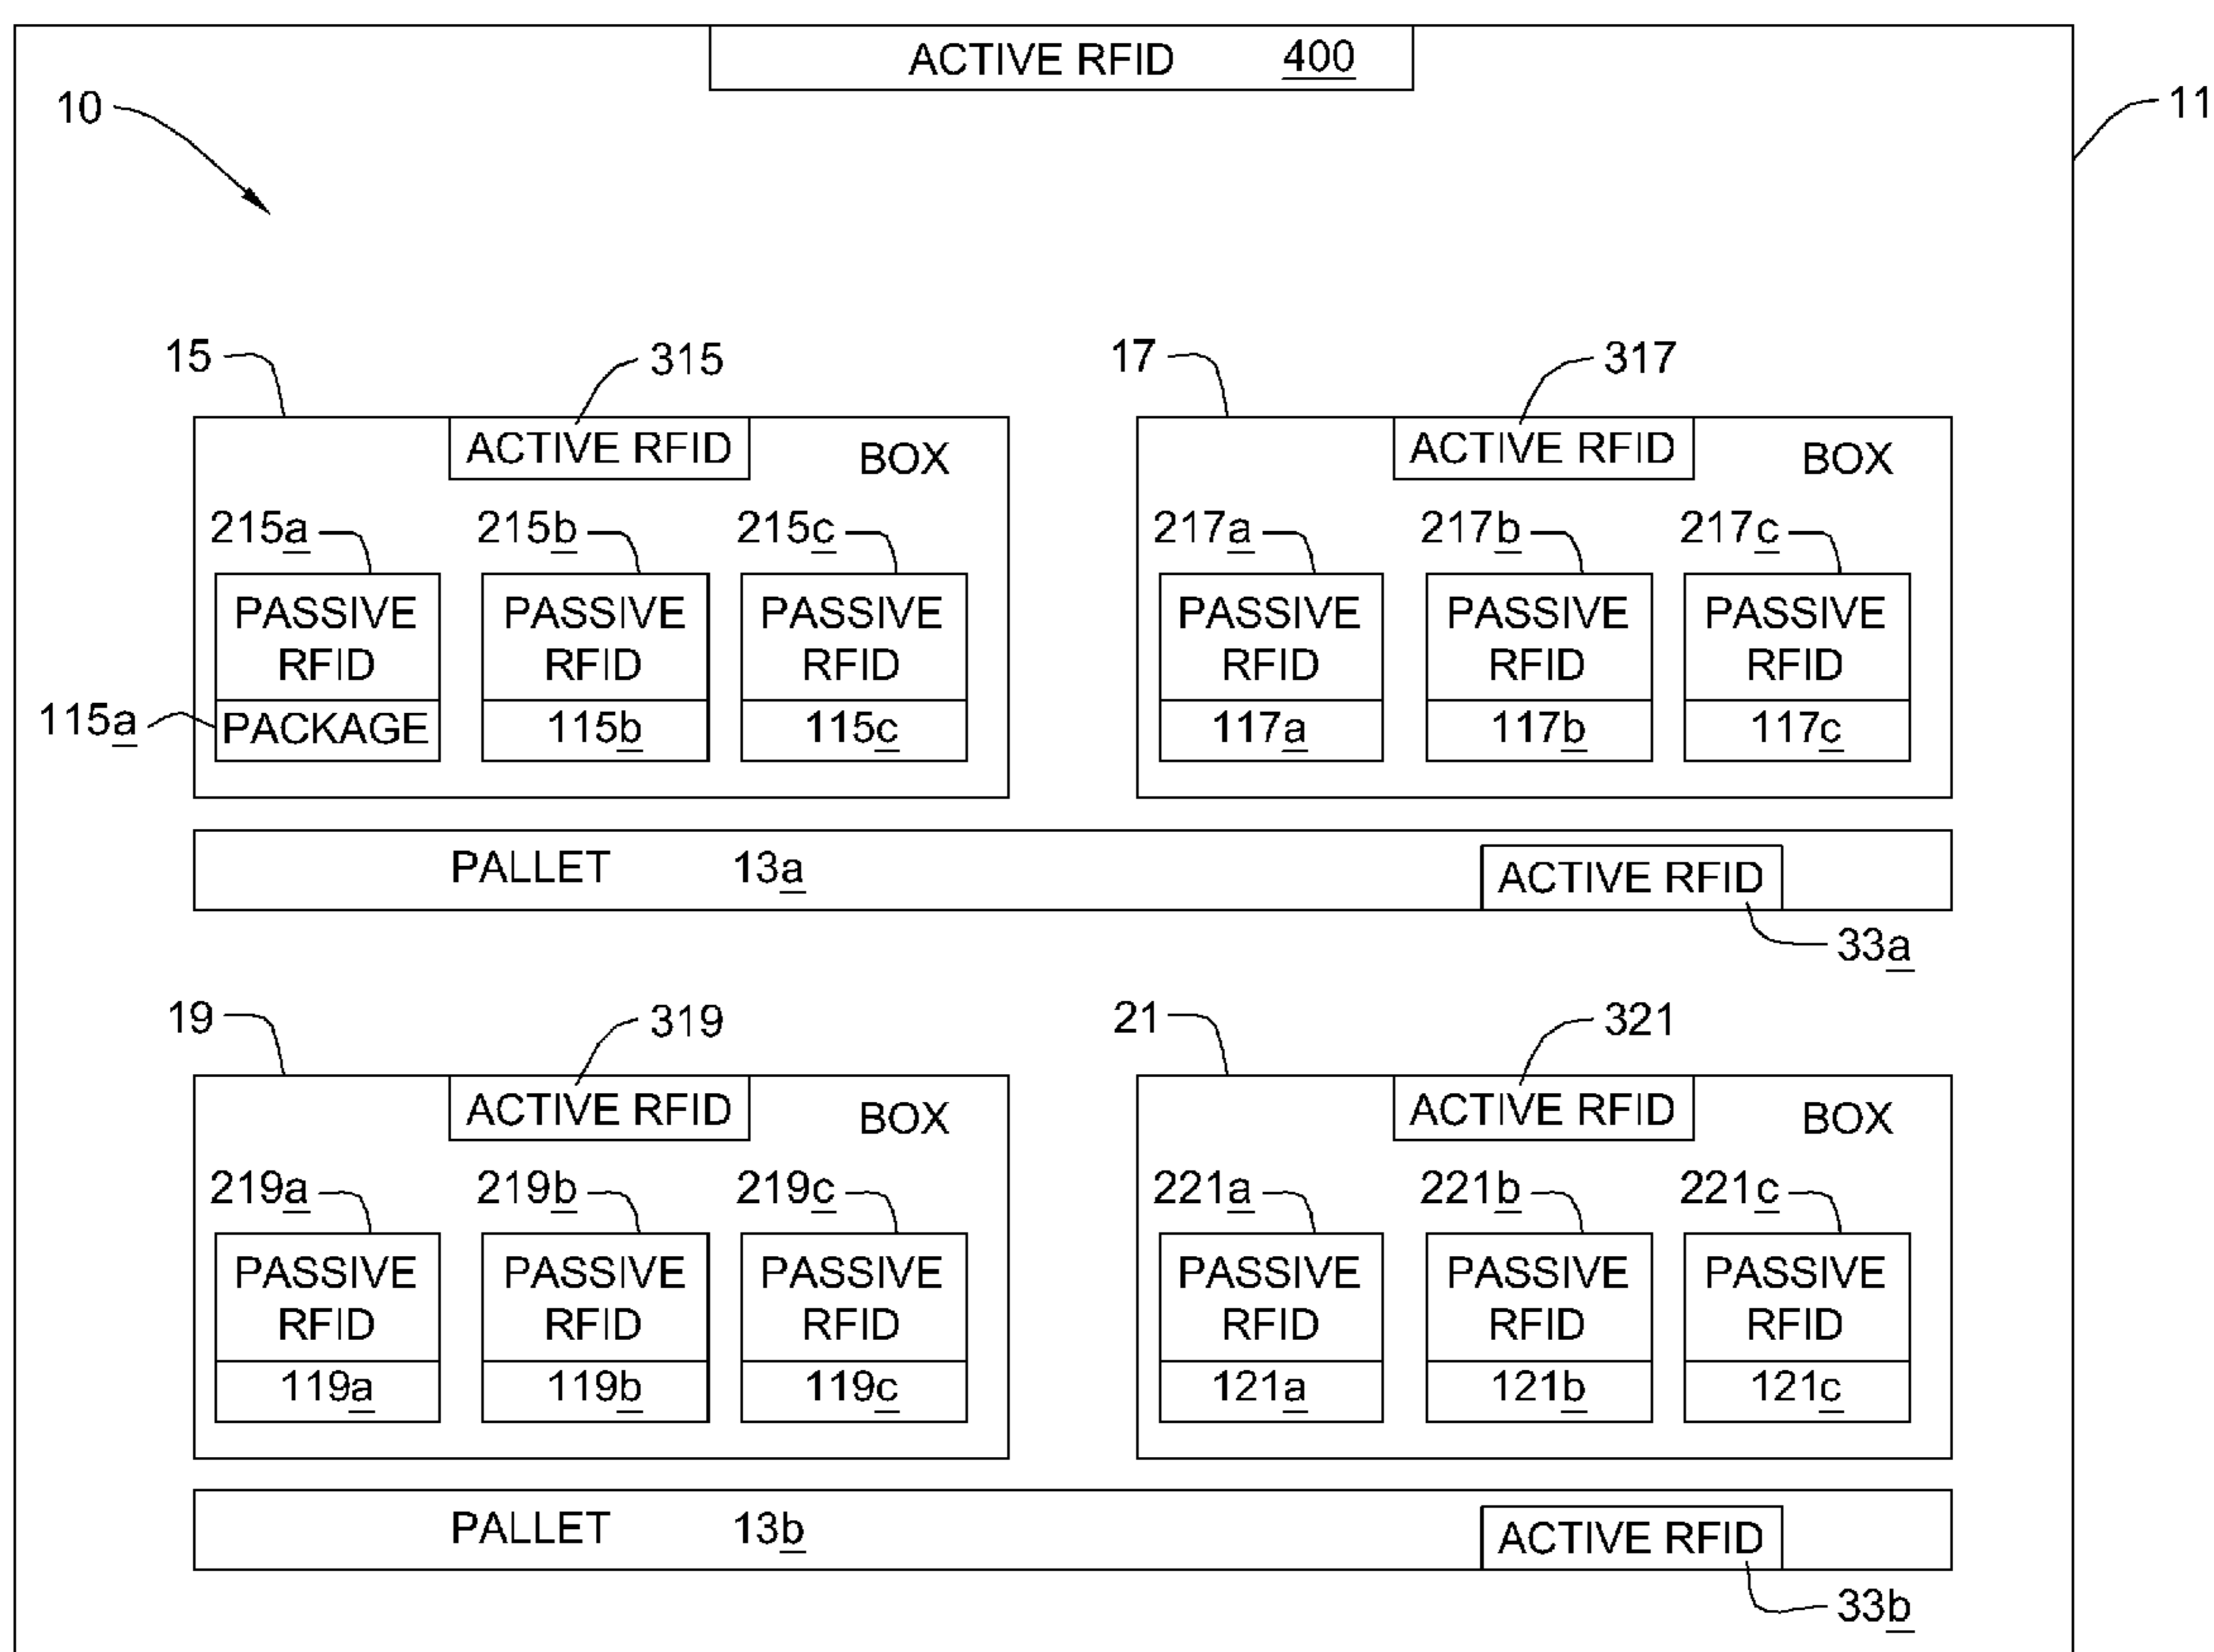 ACTIVE RFID 400
10
11
15 315 17 317
ACTIVE RFID BOX ACTIVE RFID BOX
215a 215b 215c 217a 217b 217c
PASSIVE RFID PASSIVE RFID PASSIVE RFID PASSIVE RFID PASSIVE RFID PASSIVE RFID
115a PACKAGE 115b 115c 117a 117b 117c
PALLET 13a ACTIVE RFID
33a
19 319 21 321
ACTIVE RFID BOX ACTIVE RFID BOX
219a 219b 219c 221a 221b 221c
PASSIVE RFID PASSIVE RFID PASSIVE RFID PASSIVE RFID PASSIVE RFID PASSIVE RFID
119a 119b 119c 121a 121b 121c
PALLET 13b ACTIVE RFID
33b